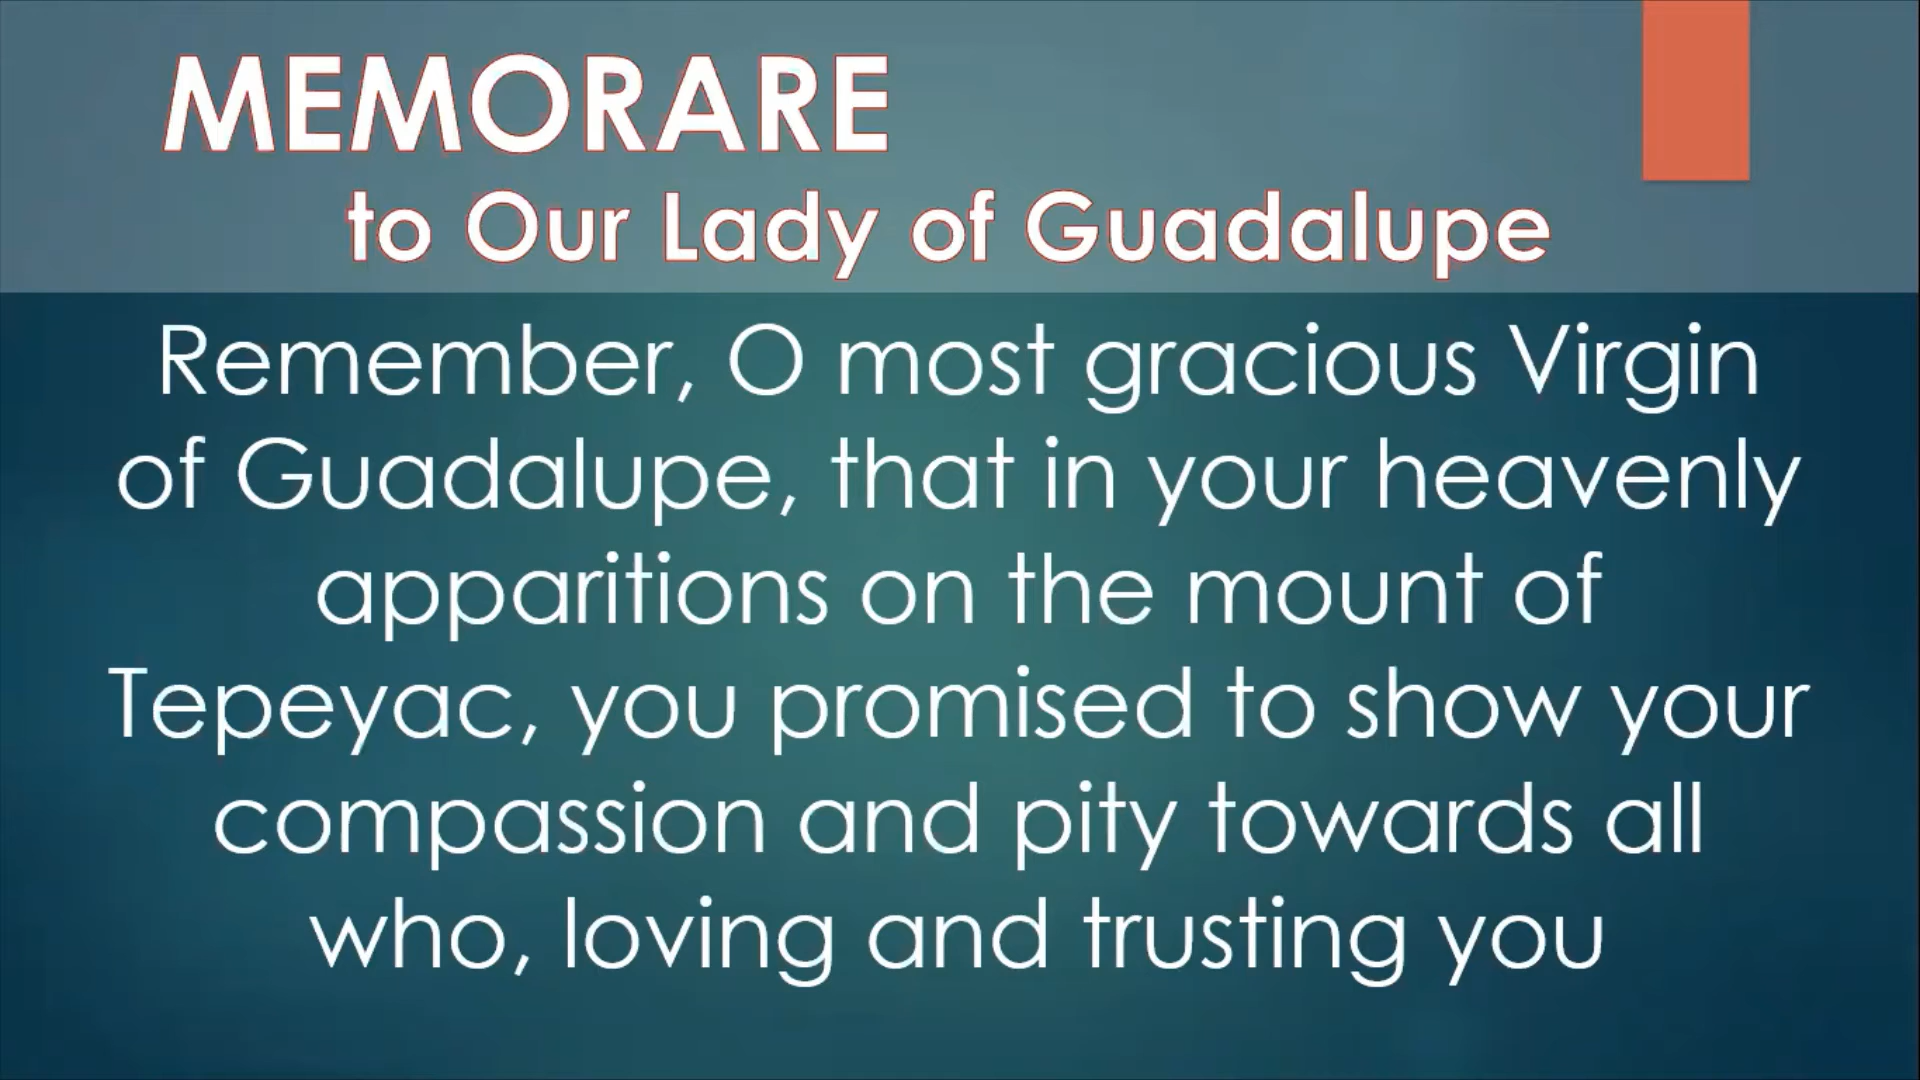 MEMORARE
to Our Lady of Guadalupe
Remember, O most gracious Virgin
of Guadalupe, that in your heavenly
apparitions on the mount of
Tepeyac, you promised to show your
compassion and pity towards all
who, loving and trusting you